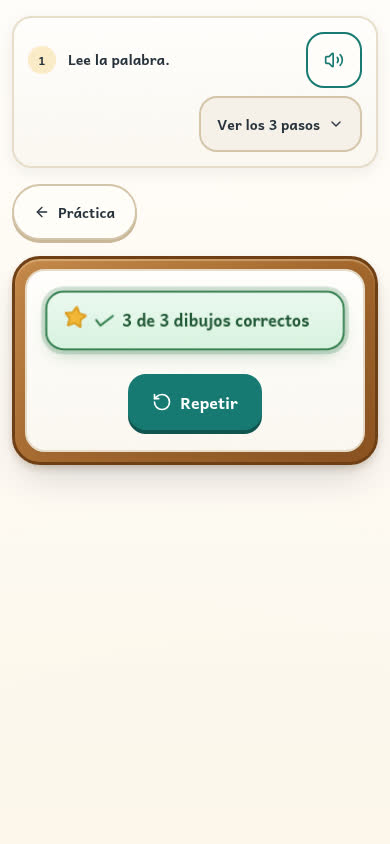 1 Lee la palabra.
Ver los 3 pasos
Práctica
3 de 3 dibujos correctos
Repetir